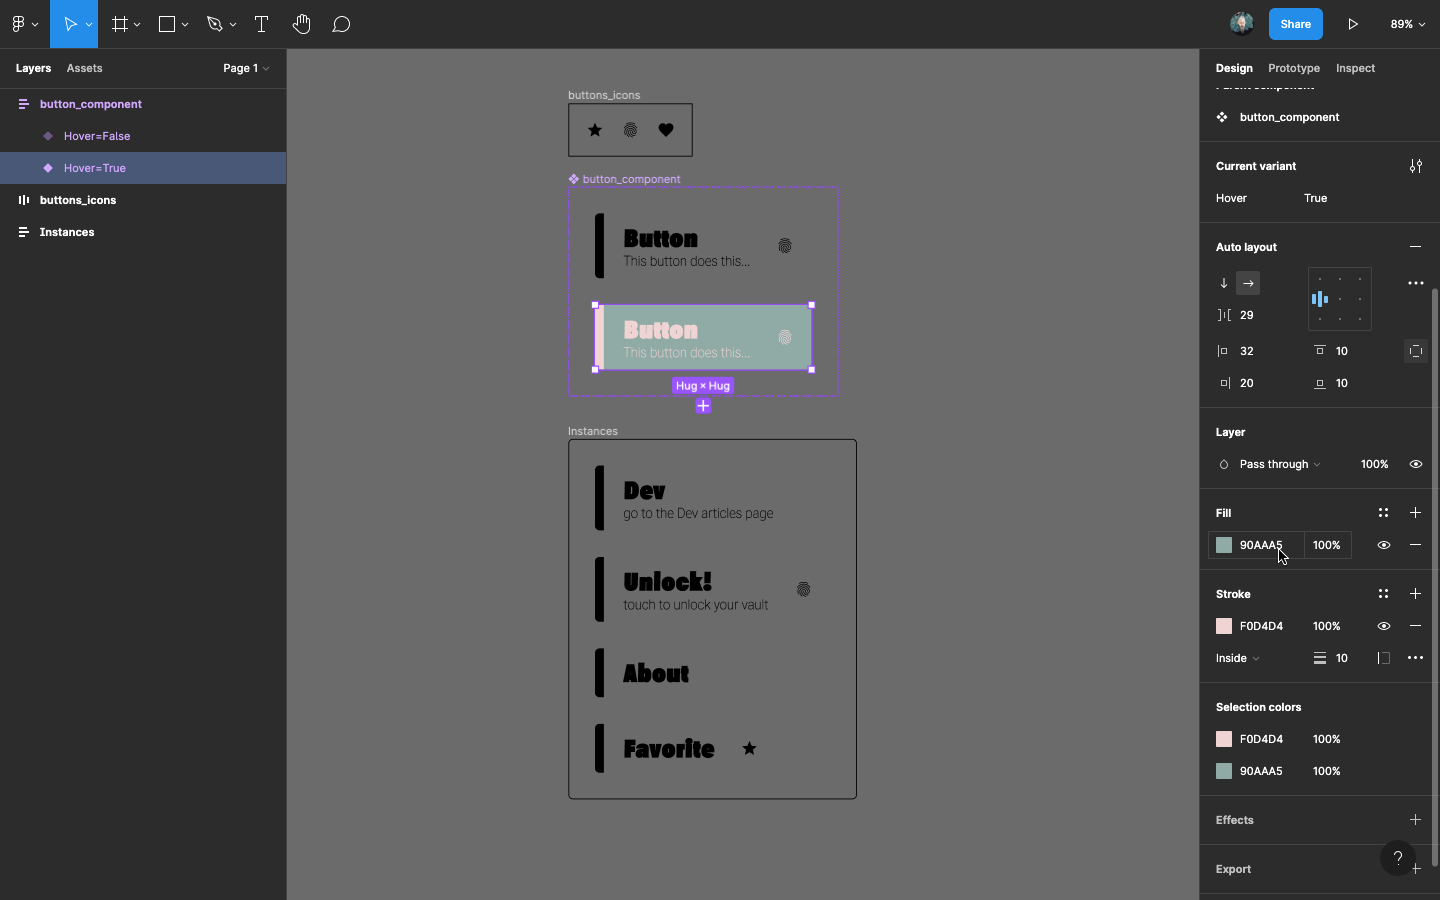 Share
89%
Layers
Assets
Page 1
button_component
Hover=False
Hover=True
buttons_icons
Instances
buttons_icons
button_component
Button
This button does this...
Button
This button does this...
Hug × Hug
Instances
Dev
go to the Dev articles page
Unlock!
touch to unlock your vault
About
Favorite
Design
Prototype
Inspect
Parent component
button_component
Current variant
Hover
True
Auto layout
29
32
10
20
10
Layer
Pass through
100%
Fill
90AAA5
100%
Stroke
F0D4D4
100%
Inside
10
Selection colors
F0D4D4
100%
90AAA5
100%
Effects
Export
?